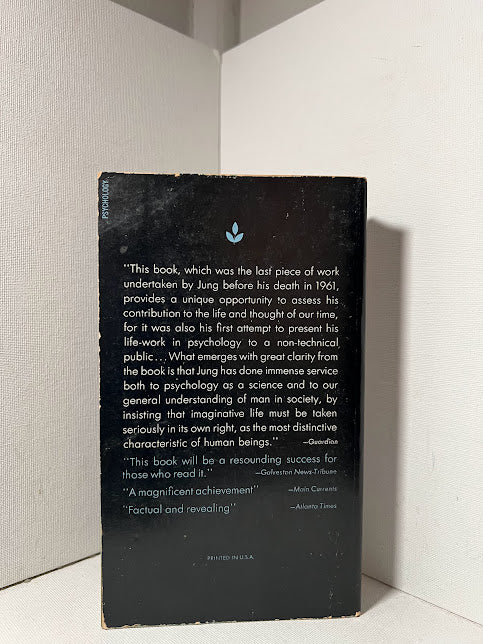 PSYCHOLOGY
"This book, which was the last piece of work
undertaken by Jung before his death in 1961,
provides a unique opportunity to assess his
contribution to the life and thought of our time,
for it was also his first attempt to present his
life-work in psychology to a non-technical
public...What emerges with great clarity from
the book is that Jung has done immense service
both to psychology as a science and to our
general understanding of man in society, by
insisting that imaginative life must be taken
seriously in its own right, as the most distinctive
characteristic of human beings." —Guardian
"This book will be a resounding success for
those who read it." —Galveston News-Tribune
"A magnificent achievement" —Main Currents
"Factual and revealing" —Atlanta Times
PRINTED IN U.S.A.